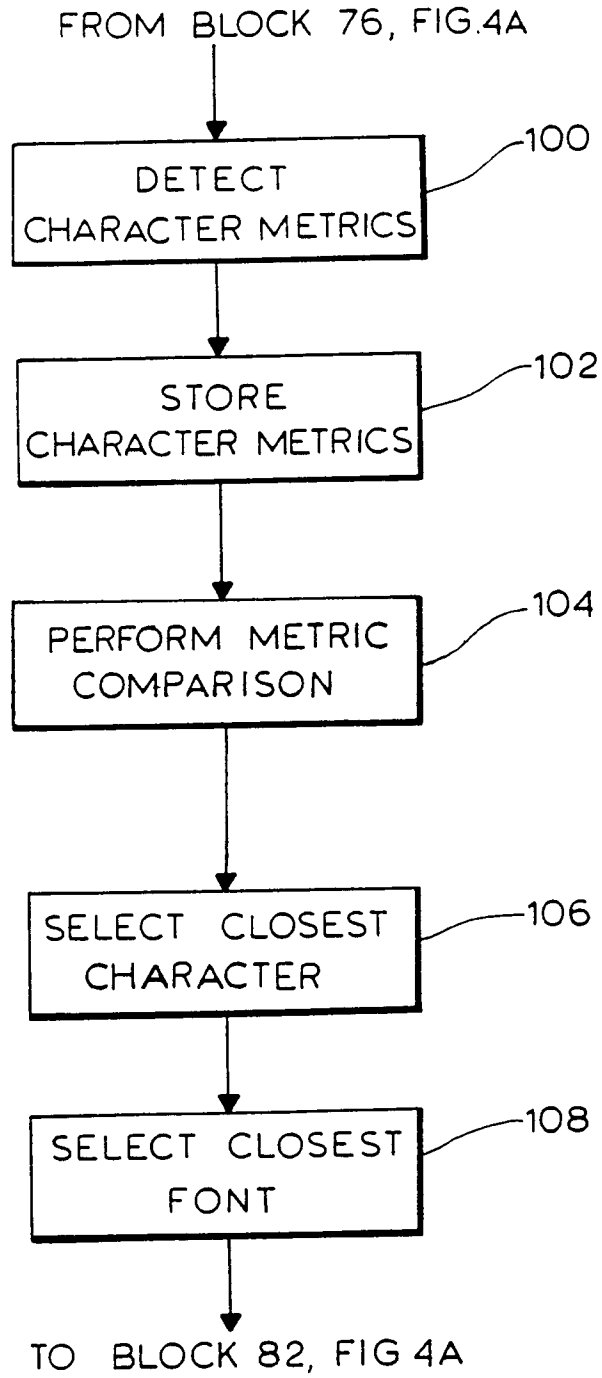 FROM BLOCK 76, FIG.4A
100
DETECT
CHARACTER METRICS
102
STORE
CHARACTER METRICS
104
PERFORM METRIC
COMPARISON
106
SELECT CLOSEST
CHARACTER
108
SELECT CLOSEST
FONT
TO BLOCK 82, FIG 4A